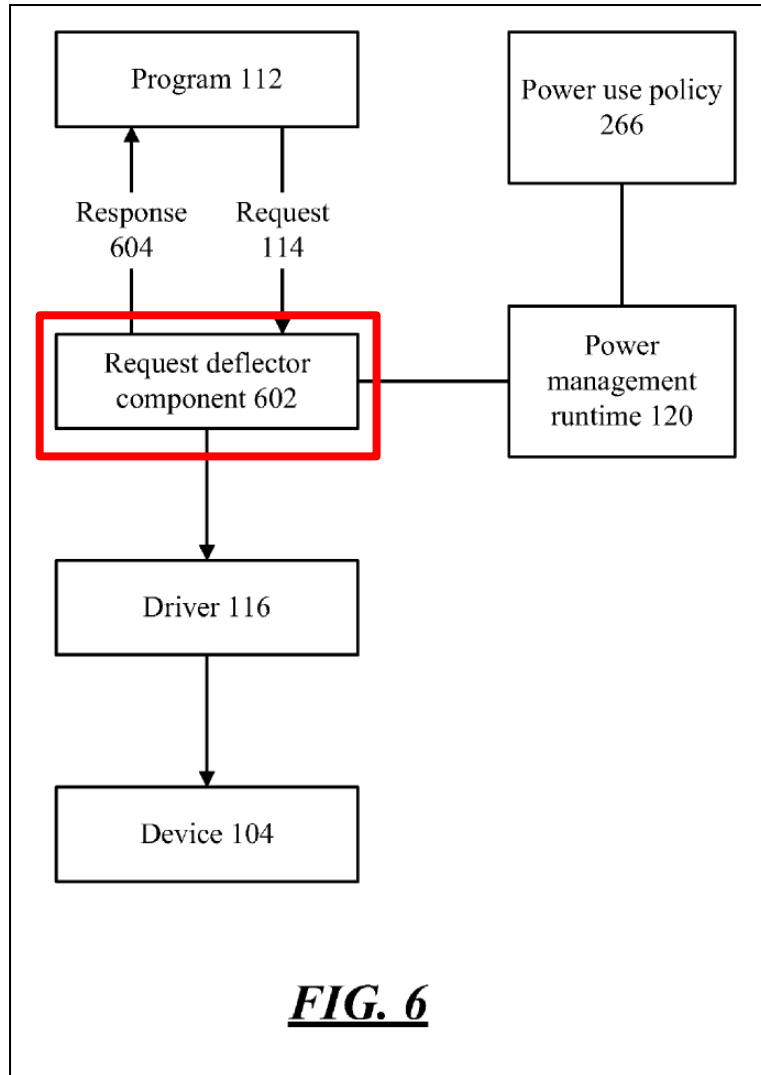 Program 112
Power use policy
266
Response
604
Request
114
Request deflector
component 602
Power
management
runtime 120
Driver 116
Device 104
FIG. 6